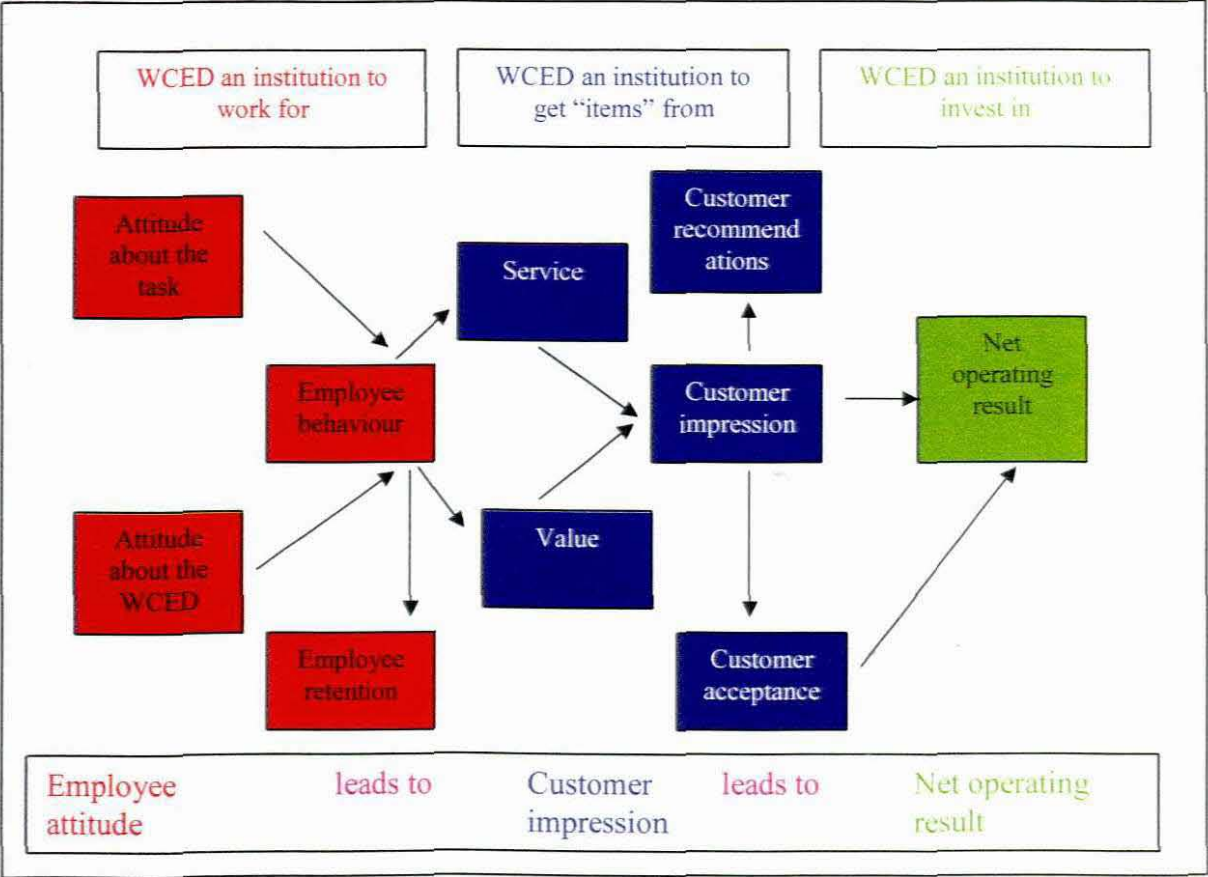 WCED an institution to
work for
WCED an institution to
get “items” from
WCED an institution to
invest in
Attitude
about the
task
Service
Customer
recommend
ations
Employee
behaviour
Customer
impression
Net
operating
result
Attitude
about the
WCED
Value
Employee
retention
Customer
acceptance
Employee
attitude
leads to
Customer
impression
leads to
Net operating
result